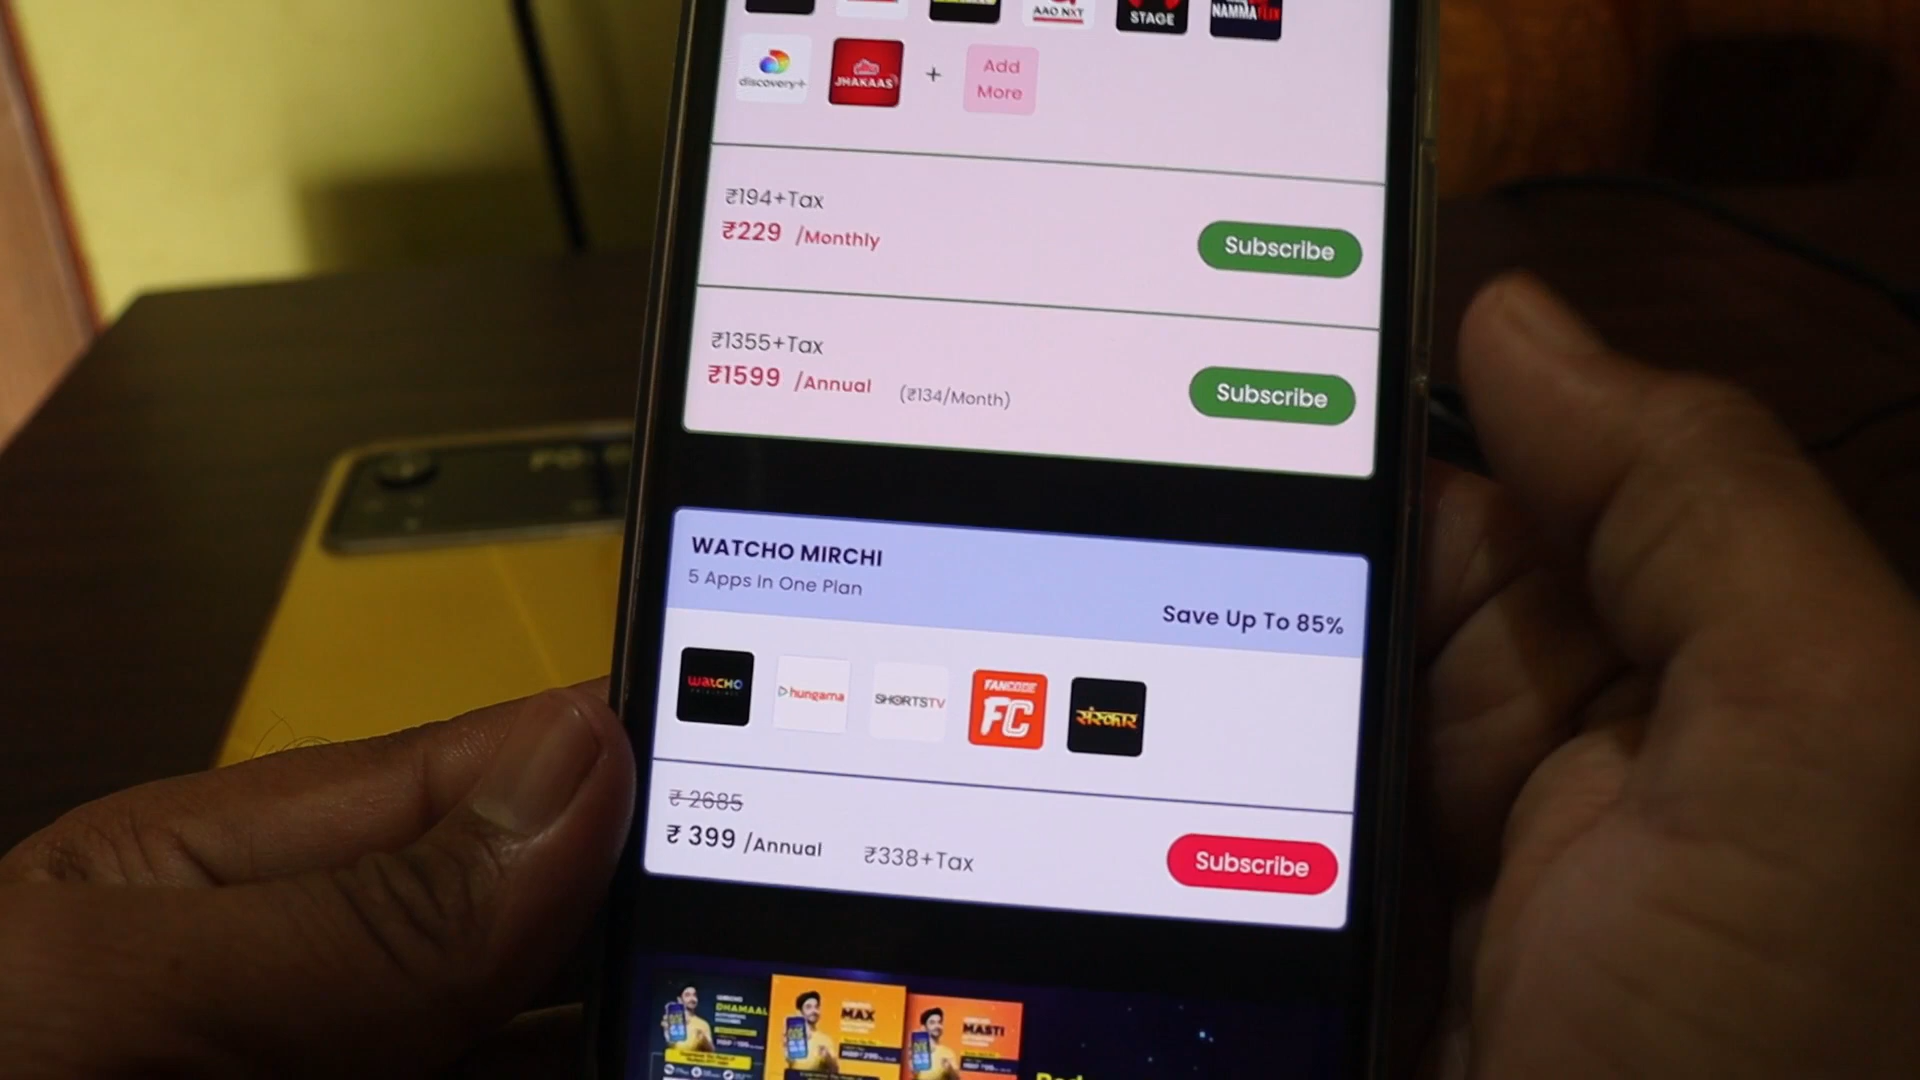 AAO NXT
STAGE
NAMMAFLIX
discovery+
JHAKAAS
+
Add
More
₹194+Tax
₹229 /Monthly
Subscribe
₹1355+Tax
₹1599 /Annual (₹134/Month)
Subscribe
WATCHO MIRCHI
5 Apps In One Plan
Save Up To 85%
WATCHO
hungama
SHORTSTV
FANCODE
FC
संस्कार
₹ 2685
₹ 399 /Annual ₹338+Tax
Subscribe
DHAMAAL
MAX
MASTI